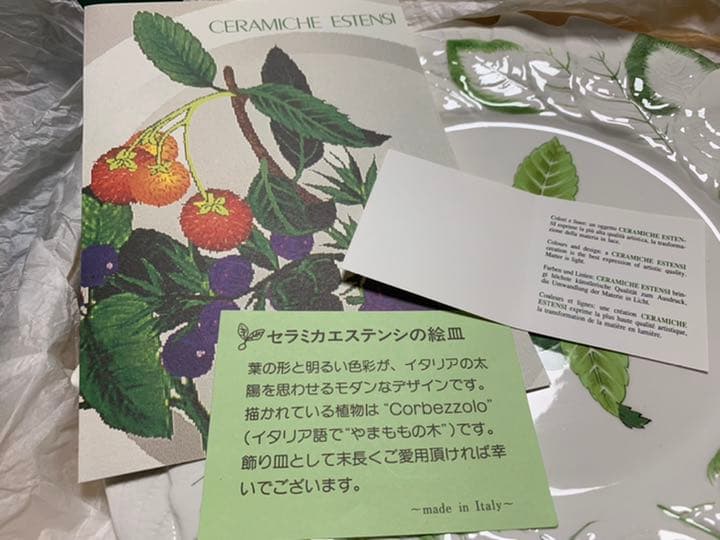 CERAMICHE ESTENSI
Colori e linee: un oggetto CERAMICHE ESTEN-
SI esprime la più alta qualità artistica, la trasforma-
zione della materia in luce.
Colours and design: a CERAMICHE ESTENSI
creation is the best expression of artistic quality.
Matter is light.
Farben und Linien: CERAMICHE ESTENSI brin-
gt höchste künstlerische Qualität zum Ausdruck,
die Umwandlung der Materie in Licht.
Couleurs et lignes: une création CERAMICHE
ESTENSI exprime la plus haute qualité artistique,
la transformation de la matière en lumière.
セラミカエステンシの絵皿
葉の形と明るい色彩が、イタリアの太
陽を思わせるモダンなデザインです。
描かれている植物は“Corbezzolo”
(イタリア語で“やまももの木”)です。
飾り皿として末長くご愛用頂ければ幸
いでございます。
～made in Italy～